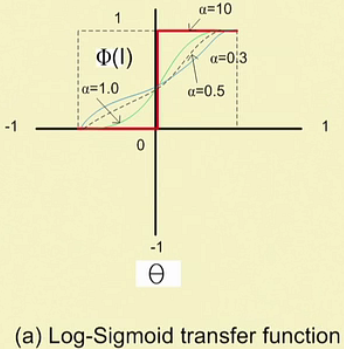 α=10
1
Φ(I)
α=0.3
α=1.0
α=0.5
-1
1
0
-1
θ
(a) Log-Sigmoid transfer function